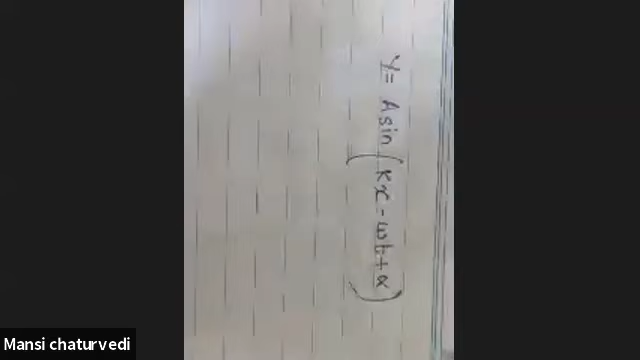 y = A sin (kx - ωt + α)
Mansi chaturvedi